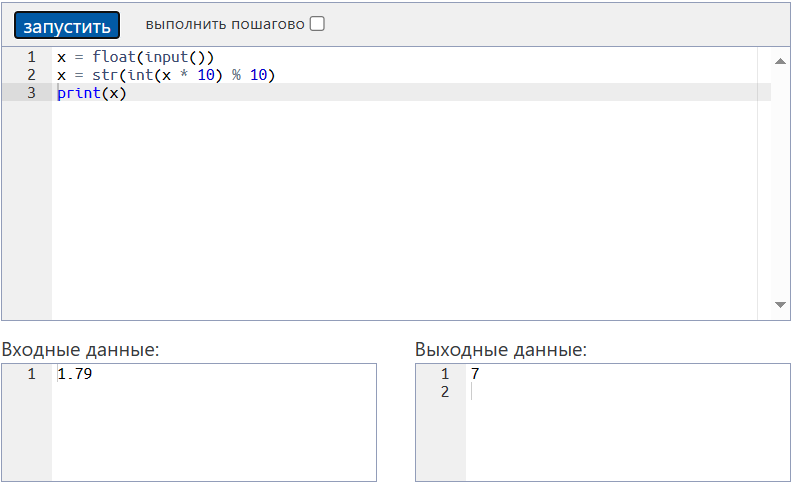 запустить выполнить пошагово
1 x = float(input())
2 x = str(int(x * 10) % 10)
3 print(x)
Входные данные: Выходные данные:
1 1.79 1 7
2